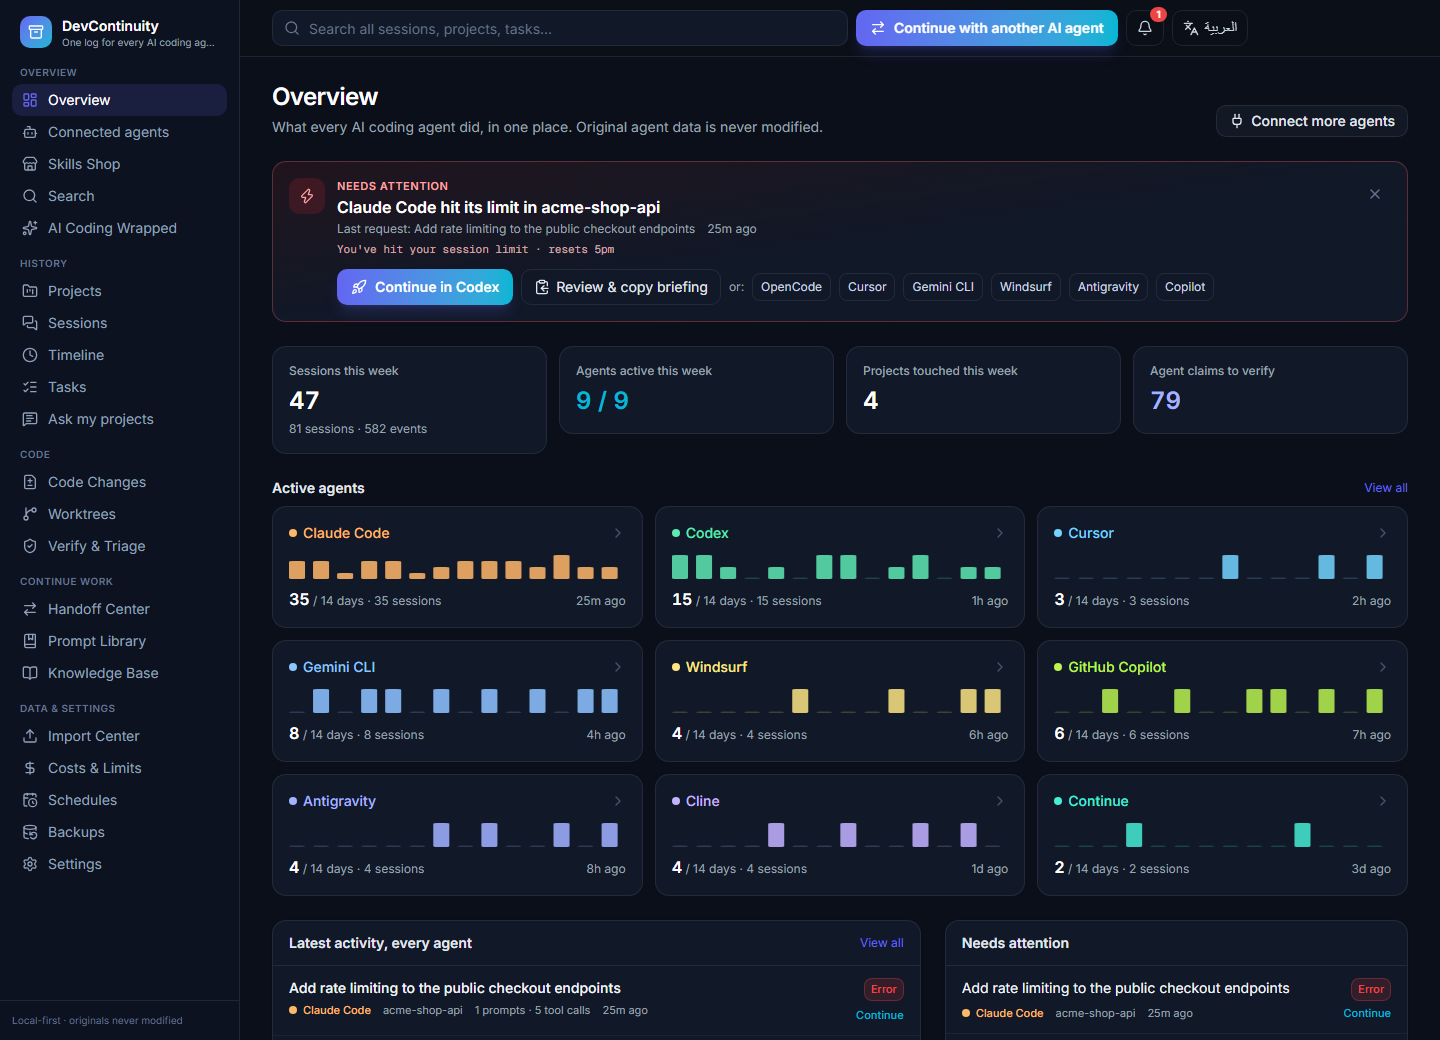 DevContinuity
One log for every AI coding ag...
OVERVIEW
Overview
Connected agents
Skills Shop
Search
AI Coding Wrapped
HISTORY
Projects
Sessions
Timeline
Tasks
Ask my projects
CODE
Code Changes
Worktrees
Verify & Triage
CONTINUE WORK
Handoff Center
Prompt Library
Knowledge Base
DATA & SETTINGS
Import Center
Costs & Limits
Schedules
Backups
Settings
Local-first · originals never modified
Search all sessions, projects, tasks...
Continue with another AI agent
1
العربية
Overview
What every AI coding agent did, in one place. Original agent data is never modified.
Connect more agents
NEEDS ATTENTION
Claude Code hit its limit in acme-shop-api
Last request: Add rate limiting to the public checkout endpoints 25m ago
You've hit your session limit · resets 5pm
Continue in Codex
Review & copy briefing
or:
OpenCode
Cursor
Gemini CLI
Windsurf
Antigravity
Copilot
Sessions this week
47
81 sessions · 582 events
Agents active this week
9 / 9
Projects touched this week
4
Agent claims to verify
79
Active agents
View all
Claude Code
35 / 14 days · 35 sessions
25m ago
Codex
15 / 14 days · 15 sessions
1h ago
Cursor
3 / 14 days · 3 sessions
2h ago
Gemini CLI
8 / 14 days · 8 sessions
4h ago
Windsurf
4 / 14 days · 4 sessions
6h ago
GitHub Copilot
6 / 14 days · 6 sessions
7h ago
Antigravity
4 / 14 days · 4 sessions
8h ago
Cline
4 / 14 days · 4 sessions
1d ago
Continue
2 / 14 days · 2 sessions
3d ago
Latest activity, every agent
View all
Add rate limiting to the public checkout endpoints
Error
Claude Code acme-shop-api 1 prompts · 5 tool calls 25m ago
Continue
Needs attention
Add rate limiting to the public checkout endpoints
Error
Claude Code acme-shop-api 25m ago
Continue